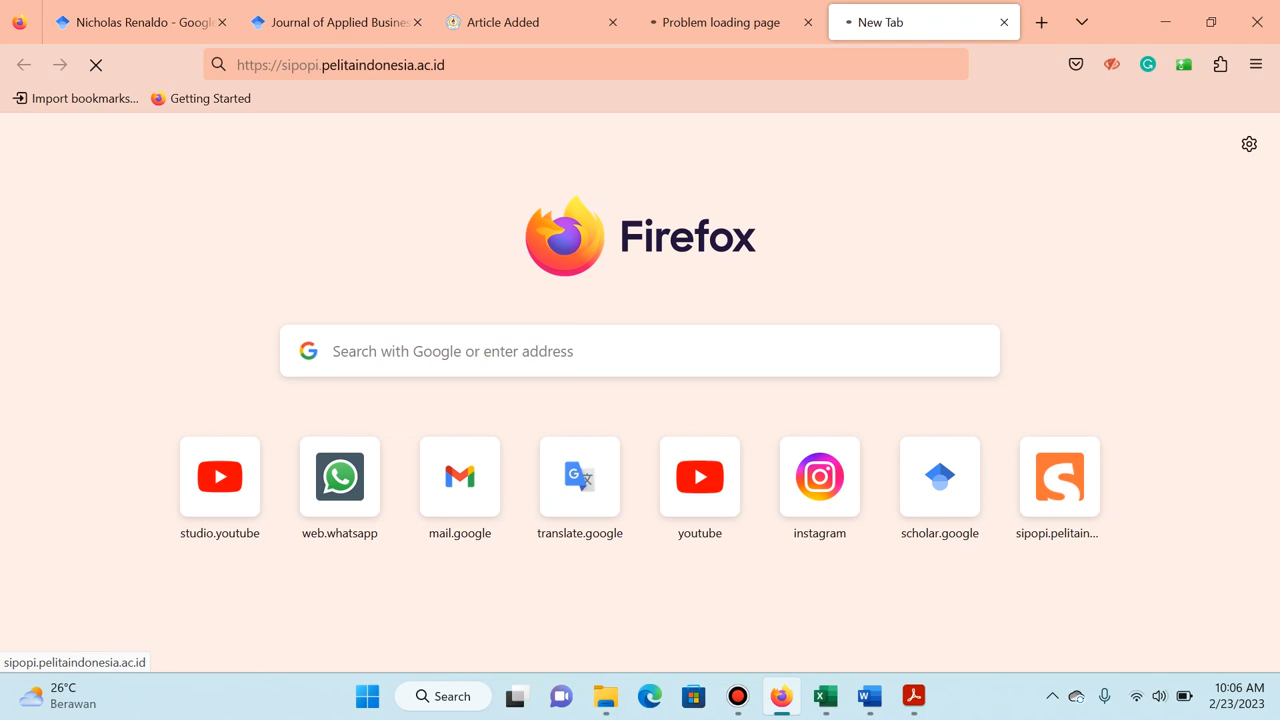 Nicholas Renaldo - Google
Journal of Applied Busines
Article Added
Problem loading page
New Tab
https://sipopi.pelitaindonesia.ac.id
Import bookmarks...
Getting Started
Firefox
Search with Google or enter address
studio.youtube
web.whatsapp
mail.google
translate.google
youtube
instagram
scholar.google
sipopi.pelitain...
sipopi.pelitaindonesia.ac.id
26°C
Berawan
Search
10:06 AM
2/23/2023